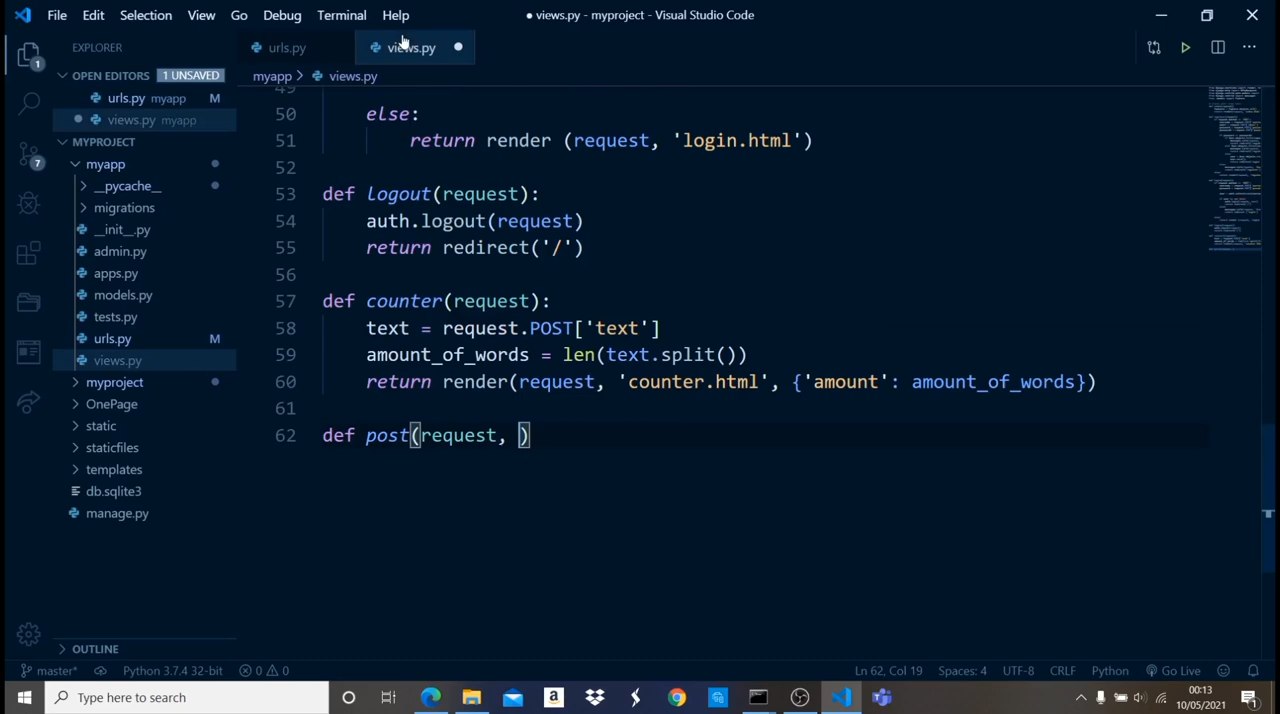 File Edit Selection View Go Debug Terminal Help
● views.py - myproject - Visual Studio Code
EXPLORER
urls.py
views.py
OPEN EDITORS 1 UNSAVED
myapp > views.py
urls.py myapp M
views.py myapp
MYPROJECT
myapp
__pycache__
migrations
__init__.py
admin.py
apps.py
models.py
tests.py
urls.py M
views.py
myproject
OnePage
static
staticfiles
templates
db.sqlite3
manage.py
OUTLINE
1
7
49
50 else:
51 return render (request, 'login.html')
52
53 def logout(request):
54 auth.logout(request)
55 return redirect('/')
56
57 def counter(request):
58 text = request.POST['text']
59 amount_of_words = len(text.split())
60 return render(request, 'counter.html', {'amount': amount_of_words})
61
62 def post(request, )
master* Python 3.7.4 32-bit 0 0
Ln 62, Col 19 Spaces: 4 UTF-8 CRLF Python Go Live
Type here to search
00:13
10/05/2021
1